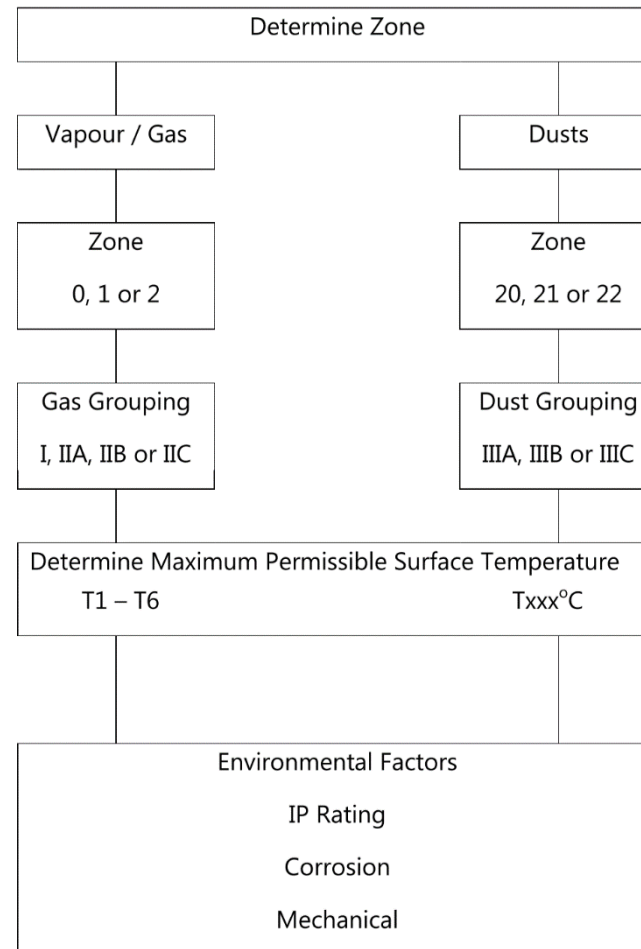 Determine Zone
Vapour / Gas
Dusts
Zone
0, 1 or 2
Zone
20, 21 or 22
Gas Grouping
I, IIA, IIB or IIC
Dust Grouping
IIIA, IIIB or IIIC
Determine Maximum Permissible Surface Temperature
T1 – T6
Txxx°C
Environmental Factors
IP Rating
Corrosion
Mechanical